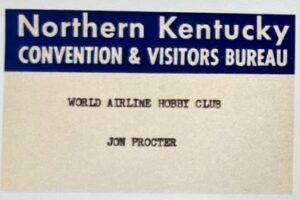 Northern Kentucky
CONVENTION & VISITORS BUREAU
WORLD AIRLINE HOBBY CLUB
JON PROCTER